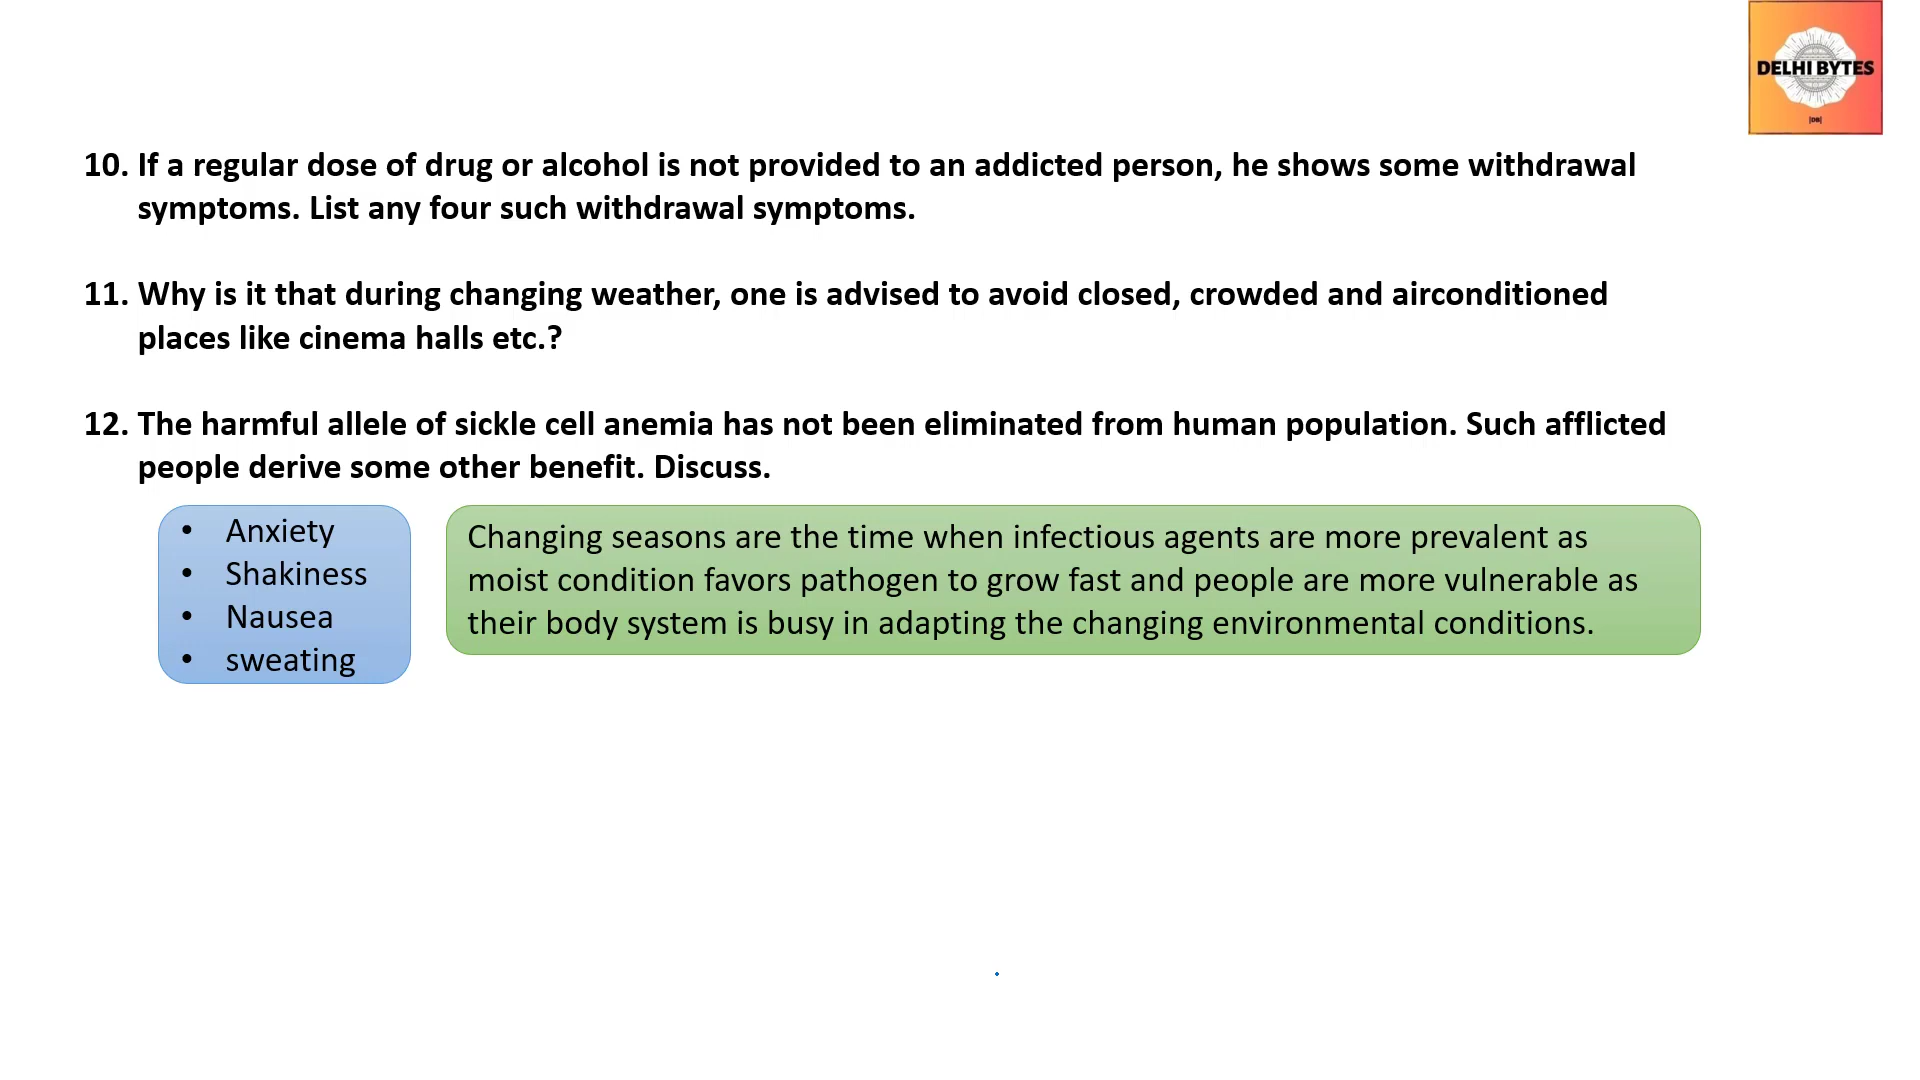 DELHI BYTES
|DB|
10. If a regular dose of drug or alcohol is not provided to an addicted person, he shows some withdrawal
symptoms. List any four such withdrawal symptoms.
11. Why is it that during changing weather, one is advised to avoid closed, crowded and airconditioned
places like cinema halls etc.?
12. The harmful allele of sickle cell anemia has not been eliminated from human population. Such afflicted
people derive some other benefit. Discuss.
• Anxiety
• Shakiness
• Nausea
• sweating
Changing seasons are the time when infectious agents are more prevalent as
moist condition favors pathogen to grow fast and people are more vulnerable as
their body system is busy in adapting the changing environmental conditions.